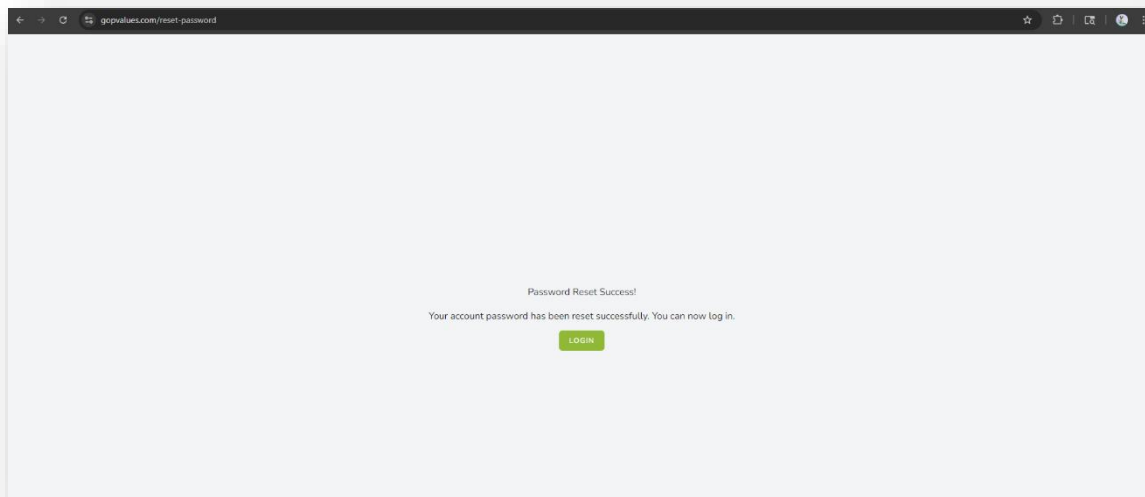 gopvalues.com/reset-password
Password Reset Success!
Your account password has been reset successfully. You can now log in.
LOGIN